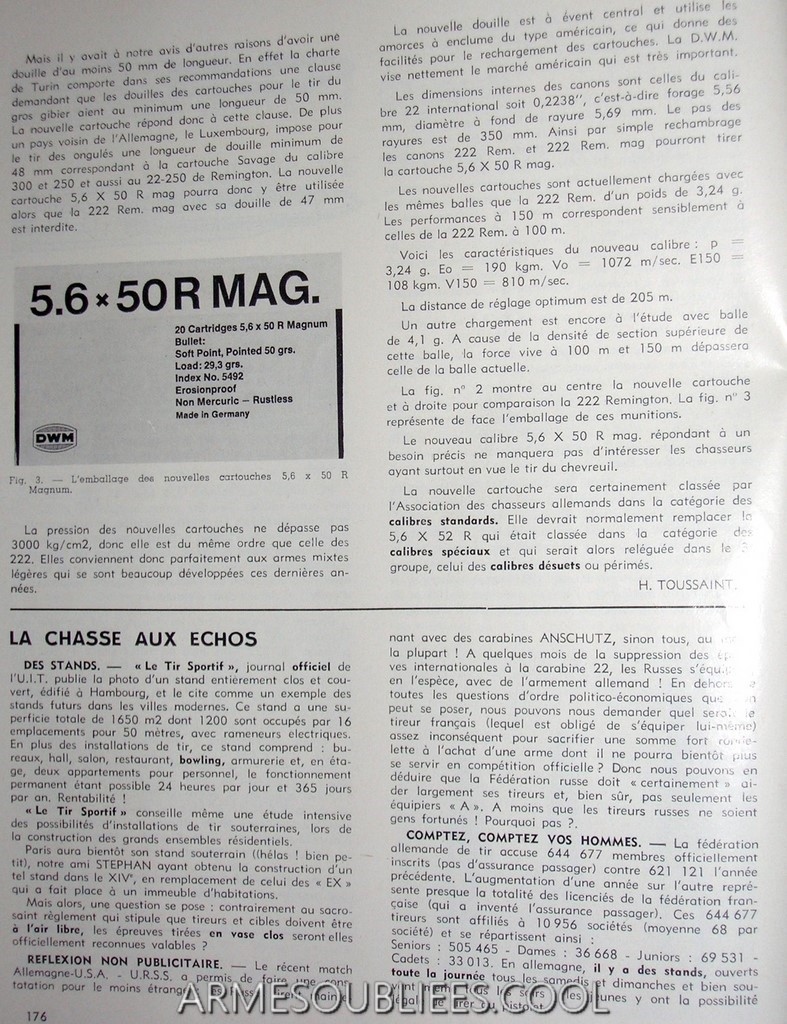 Mais il y avait à notre avis d'autres raisons d'avoir une
douille d'au moins 50 mm de longueur. En effet la charte
de Turin comporte dans ses recommandations une clause
demandant que les douilles des cartouches pour le tir du
gros gibier aient au minimum une longueur de 50 mm.
La nouvelle cartouche répond donc à cette clause. De plus
un pays voisin de l'Allemagne, le Luxembourg, impose pour
le tir des ongulés une longueur de douille minimum de
48 mm correspondant à la cartouche Savage du calibre
300 et 250 et aussi au 22-250 de Remington. La nouvelle
cartouche 5,6 X 50 R mag pourra donc y être utilisée
alors que la 222 Rem. mag avec sa douille de 47 mm
est interdite.
5.6 × 50 R MAG.
20 Cartridges 5,6 x 50 R Magnum
Bullet:
Soft Point, Pointed 50 grs.
Load: 29,3 grs.
Index No. 5492
Erosionproof
Non Mercuric – Rustless
Made in Germany
DWM
Fig. 3. — L'emballage des nouvelles cartouches 5,6 x 50 R
Magnum.
La pression des nouvelles cartouches ne dépasse pas
3000 kg/cm2, donc elle est du même ordre que celle des
222. Elles conviennent donc parfaitement aux armes mixtes
légères qui se sont beaucoup développées ces dernières an-
nées.
La nouvelle douille est à évent central et utilise les
amorces à enclume du type américain, ce qui donne des
facilités pour le rechargement des cartouches. La D.W.M.
vise nettement le marché américain qui est très important.
Les dimensions internes des canons sont celles du cali-
bre 22 international soit 0,2238", c'est-à-dire forage 5,56
mm, diamètre à fond de rayure 5,69 mm. Le pas des
rayures est de 350 mm. Ainsi par simple rechambrage
les canons 222 Rem. et 222 Rem. mag pourront tirer
la cartouche 5,6 X 50 R mag.
Les nouvelles cartouches sont actuellement chargées avec
les mêmes balles que la 222 Rem. d'un poids de 3,24 g.
Les performances à 150 m correspondent sensiblement à
celles de la 222 Rem. à 100 m.
Voici les caractéristiques du nouveau calibre : p =
3,24 g. Eo = 190 kgm. Vo = 1072 m/sec. E150 =
108 kgm. V150 = 810 m/sec.
La distance de réglage optimum est de 205 m.
Un autre chargement est encore à l'étude avec balle
de 4,1 g. A cause de la densité de section supérieure de
cette balle, la force vive à 100 m et 150 m dépassera
celle de la balle actuelle.
La fig. n° 2 montre au centre la nouvelle cartouche
et à droite pour comparaison la 222 Remington. La fig. n° 3
représente de face l'emballage de ces munitions.
Le nouveau calibre 5,6 X 50 R mag. répondant à un
besoin précis ne manquera pas d'intéresser les chasseurs
ayant surtout en vue le tir du chevreuil.
La nouvelle cartouche sera certainement classée par
l'Association des chasseurs allemands dans la catégorie des
calibres standards. Elle devrait normalement remplacer la
5,6 X 52 R qui était classée dans la catégorie des
calibres spéciaux et qui serait alors reléguée dans le 3
groupe, celui des calibres désuets ou périmés.
H. TOUSSAINT.
LA CHASSE AUX ECHOS
DES STANDS. — « Le Tir Sportif », journal officiel de
l'U.I.T. publie la photo d'un stand entièrement clos et cou-
vert, édifié à Hambourg, et le cite comme un exemple des
stands futurs dans les villes modernes. Ce stand a une su-
perficie totale de 1650 m2 dont 1200 sont occupés par 16
emplacements pour 50 mètres, avec rameneurs electriques.
En plus des installations de tir, ce stand comprend : bu-
reaux, hall, salon, restaurant, bowling, armurerie et, en éta-
ge, deux appartements pour personnel, le fonctionnement
permanent étant possible 24 heures par jour et 365 jours
par an. Rentabilité !
« Le Tir Sportif » conseille même une étude intensive
des possibilités d'installations de tir souterraines, lors de
la construction des grands ensembles résidentiels.
Paris aura bientôt son stand souterrain ((hélas ! bien pe-
tit), notre ami STEPHAN ayant obtenu la construction d'un
tel stand dans le XIV°, en remplacement de celui des « EX »
qui a fait place à un immeuble d'habitations.
Mais alors, une question se pose : contrairement au sacro-
saint règlement qui stipule que tireurs et cibles doivent être
à l'air libre, les épreuves tirées en vase clos seront-elles
officiellement reconnues valables ?
REFLEXION NON PUBLICITAIRE. — Le récent match
Allemagne-U.S.A. - U.R.S.S. a permis de faire une cons-
tatation pour le moins étrange
176
nant avec des carabines ANSCHUTZ, sinon tous, au
la plupart ! A quelques mois de la suppression des
ves internationales à la carabine 22, les Russes
en l'espèce, avec de l'armement allemand ! En dehors
toutes les questions d'ordre politico-économiques
peut se poser, nous pouvons nous demander quel
tireur français (lequel est obligé de s'équiper lui-même)
assez inconséquent pour sacrifier une somme fort ronde-
lette à l'achat d'une arme dont il ne pourra bientôt plus
se servir en compétition officielle ? Donc nous pouvons en
déduire que la Fédération russe doit « certainement » ai-
der largement ses tireurs et, bien sûr, pas seulement les
équipiers « A ». A moins que les tireurs russes ne soient
gens fortunés ! Pourquoi pas ?.
COMPTEZ, COMPTEZ VOS HOMMES. — La fédération
allemande de tir accuse 644 677 membres officiellement
inscrits (pas d'assurance passager) contre 621 121 l'année
précédente. L'augmentation d'une année sur l'autre repré-
sente presque la totalité des licenciés de la fédération fran-
çaise (qui a inventé l'assurance passager). Ces 644 677
tireurs sont affiliés à 10 956 sociétés (moyenne 68 par
société) et se répartissent ainsi :
Seniors : 505 465 - Dames : 36 668 - Juniors : 69 531 -
Cadets : 33 013. En allemagne, il y a des stands, ouverts
toute la journée tous les samedis et dimanches et bien sou-
vent même tous les soirs les jeunes y ont la possibilité
légale de tirer au pistolet
ARMESOUBLIEES.COOL